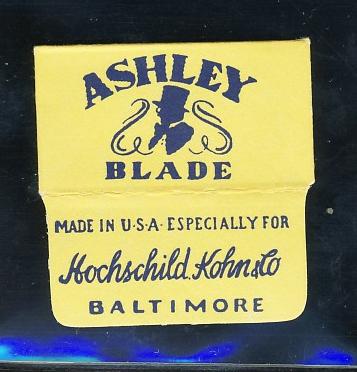 ASHLEY
BLADE
MADE IN U·S·A· ESPECIALLY FOR
Hochschild, Kohn & Co
BALTIMORE